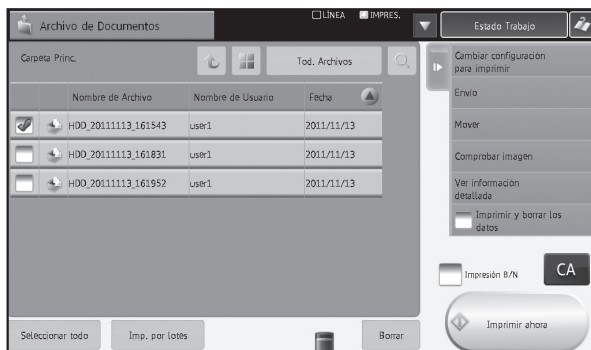 Archivo de Documentos
LÍNEA
IMPRES.
Estado Trabajo
Carpeta Princ.
Tod. Archivos
Nombre de Archivo Nombre de Usuario Fecha
HDD_20111113_161543 user1 2011/11/13
HDD_20111113_161831 user1 2011/11/13
HDD_20111113_161952 user1 2011/11/13
Cambiar configuración
para imprimir
Envío
Mover
Comprobar imagen
Ver información
detallada
Imprimir y borrar los
datos
Impresión B/N
CA
Imprimir ahora
Seleccionar todo
Imp. por lotes
Borrar